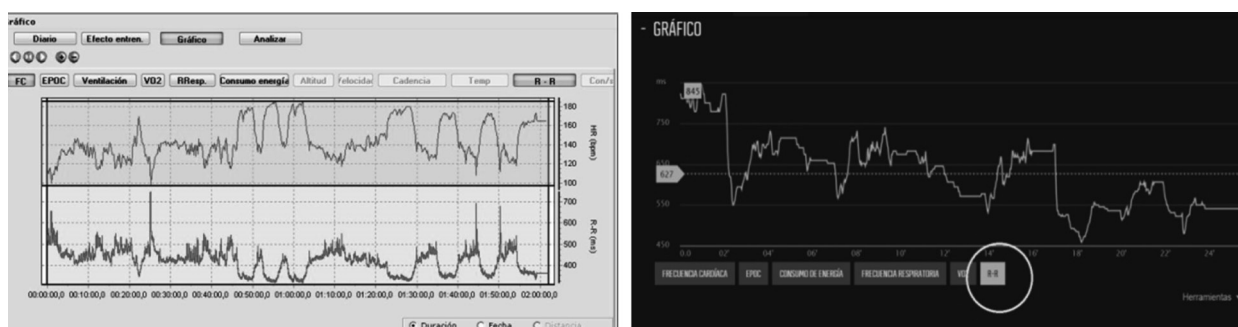 ráfico
Diario Efecto entren. Gráfico Analizar
FC EPOC Ventilación VO2 RResp. Consumo energía Altitud Velocidad Cadencia Temp R - R
180
160
140
120
100
HR (bpm)
700
600
500
400
R-R (ms)
00:00:00,0 00:10:00,0 00:20:00,0 00:30:00,0 00:40:00,0 00:50:00,0 01:00:00,0 01:10:00,0 01:20:00,0 01:30:00,0 01:40:00,0 01:50:00,0 02:00:00,0
Duración Fecha Distancia
- GRÁFICO
ms
845
750
650
627
550
450
0.0 02' 04' 06' 08' 10' 12' 14' 16' 18' 20' 22' 24'
FRECUENCIA CARDÍACA EPOC CONSUMO DE ENERGÍA FRECUENCIA RESPIRATORIA R-R
Herramientas